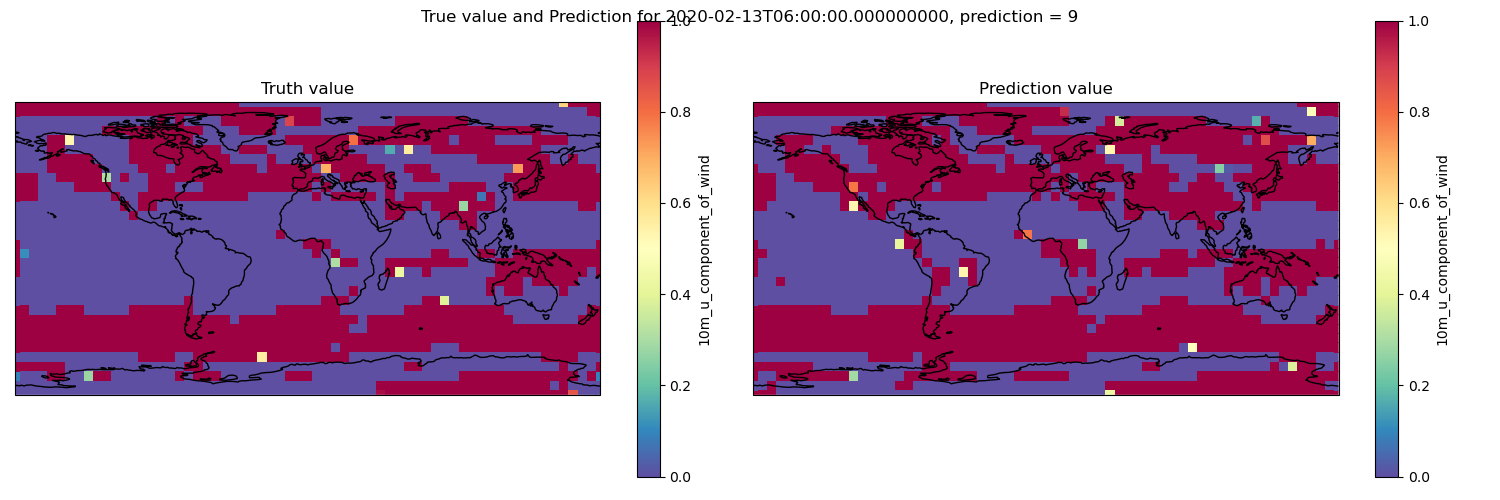 True value and Prediction for 2020-02-13T06:00:00.000000000, prediction = 9
Truth value
Prediction value
1.0
0.8
0.6
0.4
0.2
0.0
10m_u_component_of_wind
1.0
0.8
0.6
0.4
0.2
0.0
10m_u_component_of_wind